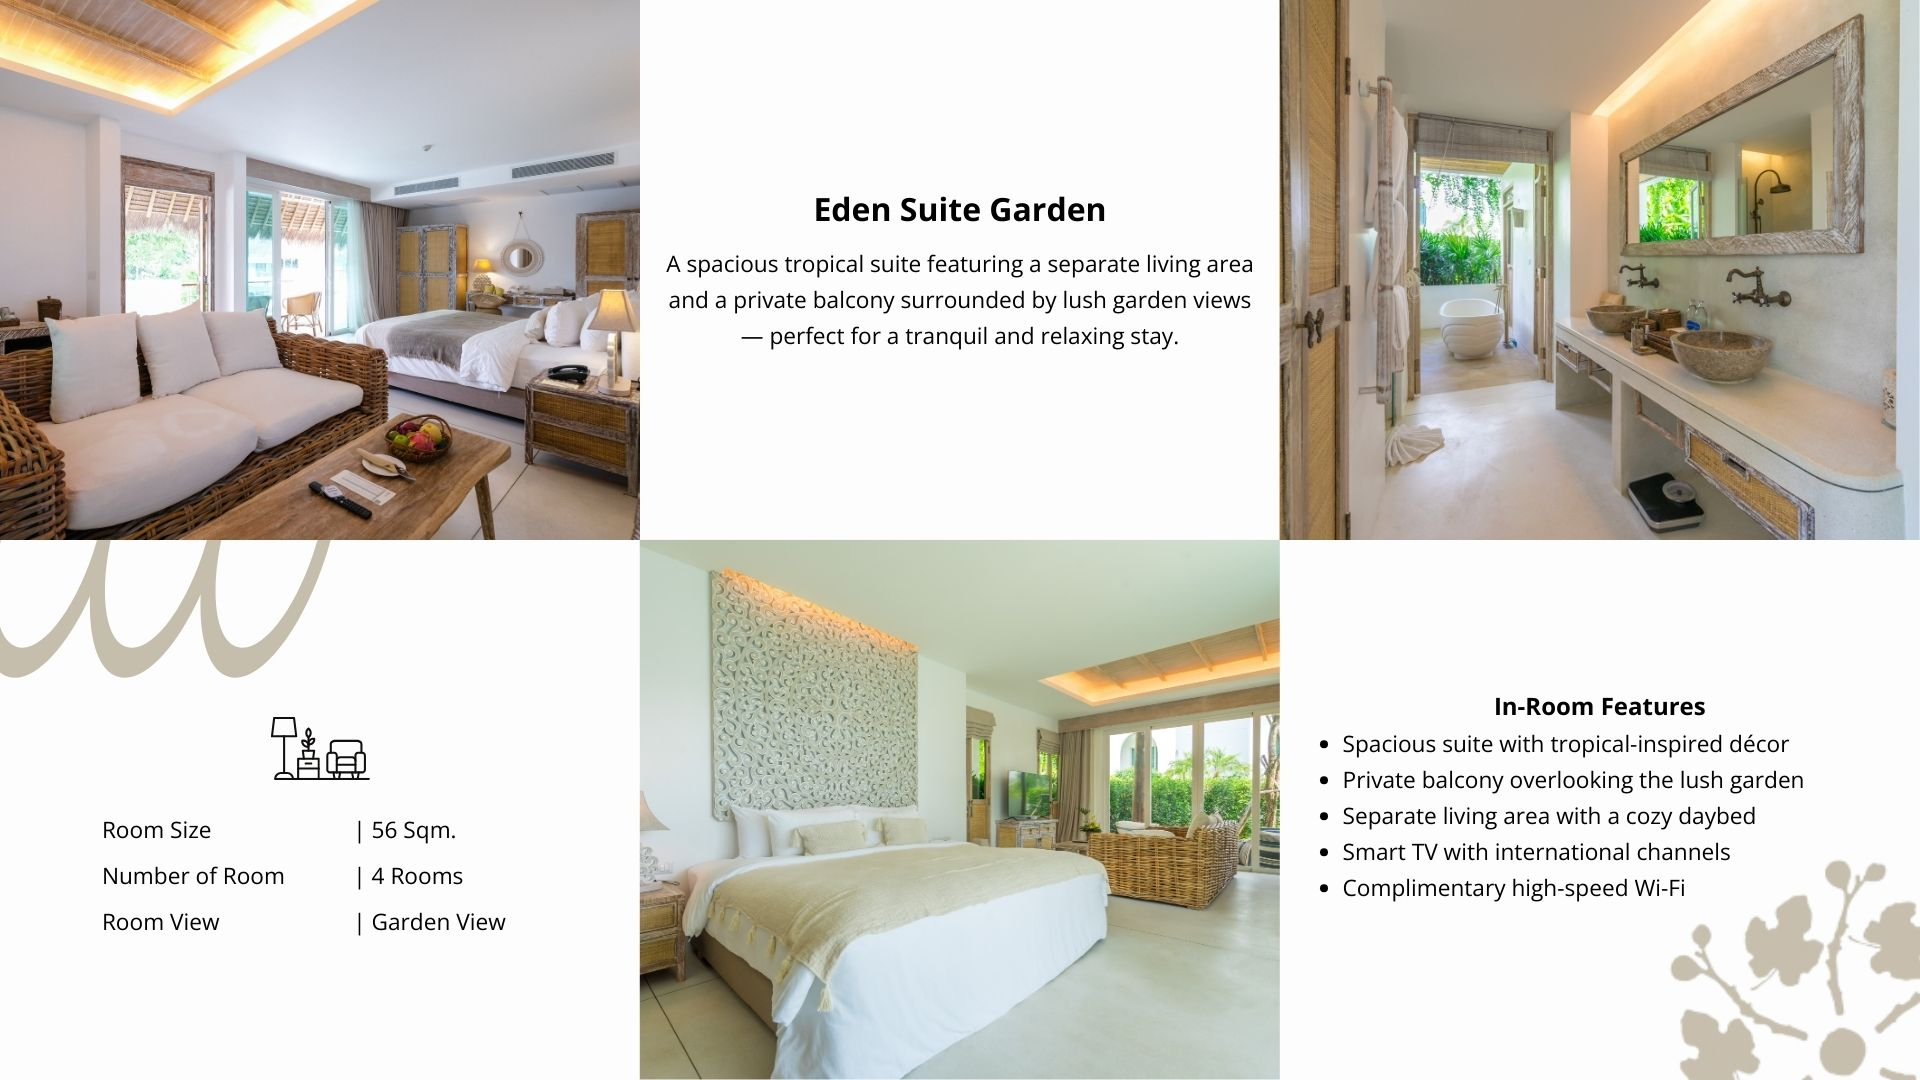 Eden Suite Garden
A spacious tropical suite featuring a separate living area
and a private balcony surrounded by lush garden views
— perfect for a tranquil and relaxing stay.
Room Size | 56 Sqm.
Number of Room | 4 Rooms
Room View | Garden View
In-Room Features
• Spacious suite with tropical-inspired décor
• Private balcony overlooking the lush garden
• Separate living area with a cozy daybed
• Smart TV with international channels
• Complimentary high-speed Wi-Fi